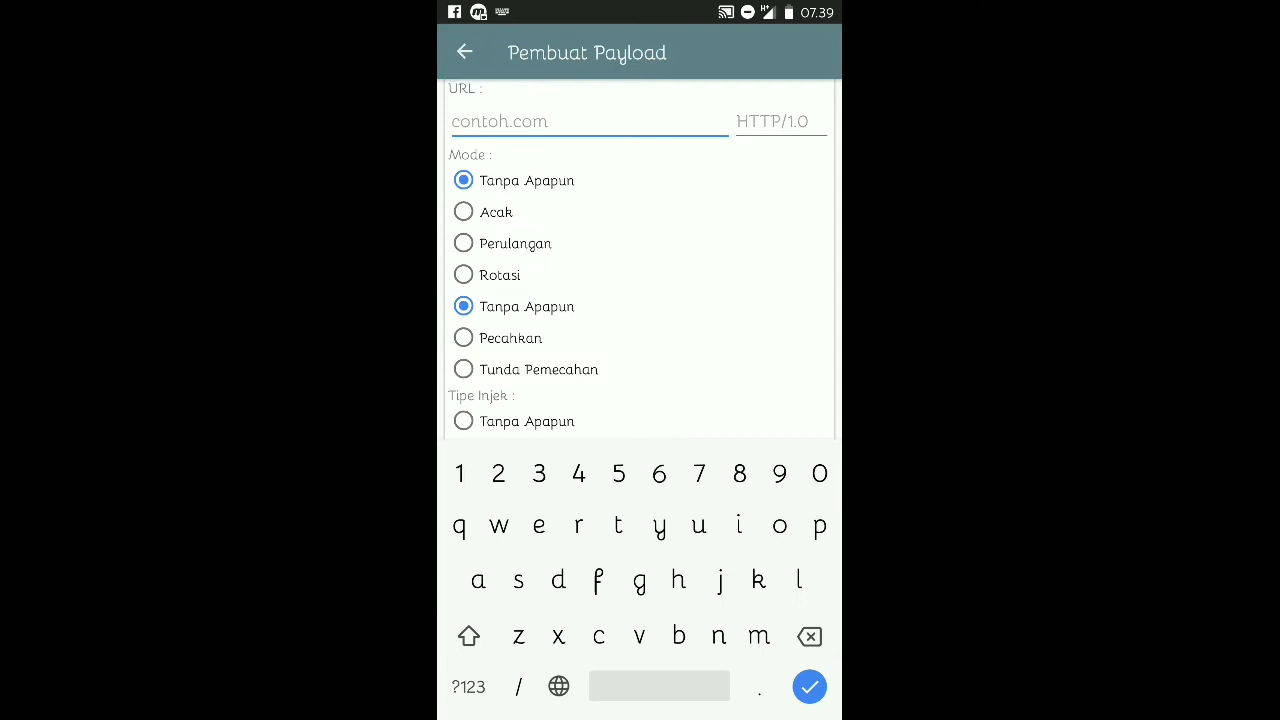 H+ 07.39
Pembuat Payload
URL :
contoh.com HTTP/1.0
Mode :
Tanpa Apapun
Acak
Perulangan
Rotasi
Tanpa Apapun
Pecahkan
Tunda Pemecahan
Tipe Injek :
Tanpa Apapun
1 2 3 4 5 6 7 8 9 0
q w e r t y u i o p
a s d f g h j k l
z x c v b n m
?123 / .